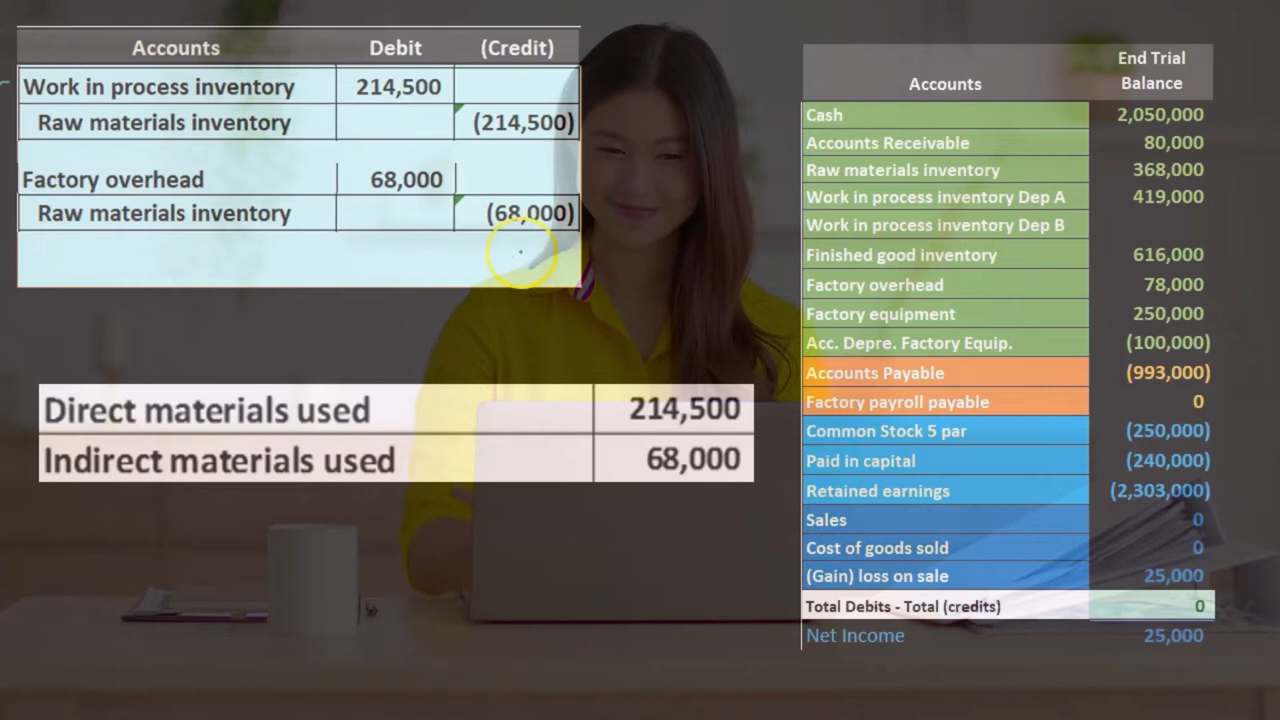 Accounts Debit (Credit)
Work in process inventory 214,500
Raw materials inventory (214,500)
Factory overhead 68,000
Raw materials inventory (68,000)
Direct materials used 214,500
Indirect materials used 68,000
Accounts End Trial Balance
Cash 2,050,000
Accounts Receivable 80,000
Raw materials inventory 368,000
Work in process inventory Dep A 419,000
Work in process inventory Dep B
Finished good inventory 616,000
Factory overhead 78,000
Factory equipment 250,000
Acc. Depre. Factory Equip. (100,000)
Accounts Payable (993,000)
Factory payroll payable 0
Common Stock 5 par (250,000)
Paid in capital (240,000)
Retained earnings (2,303,000)
Sales 0
Cost of goods sold 0
(Gain) loss on sale 25,000
Total Debits - Total (credits) 0
Net Income 25,000